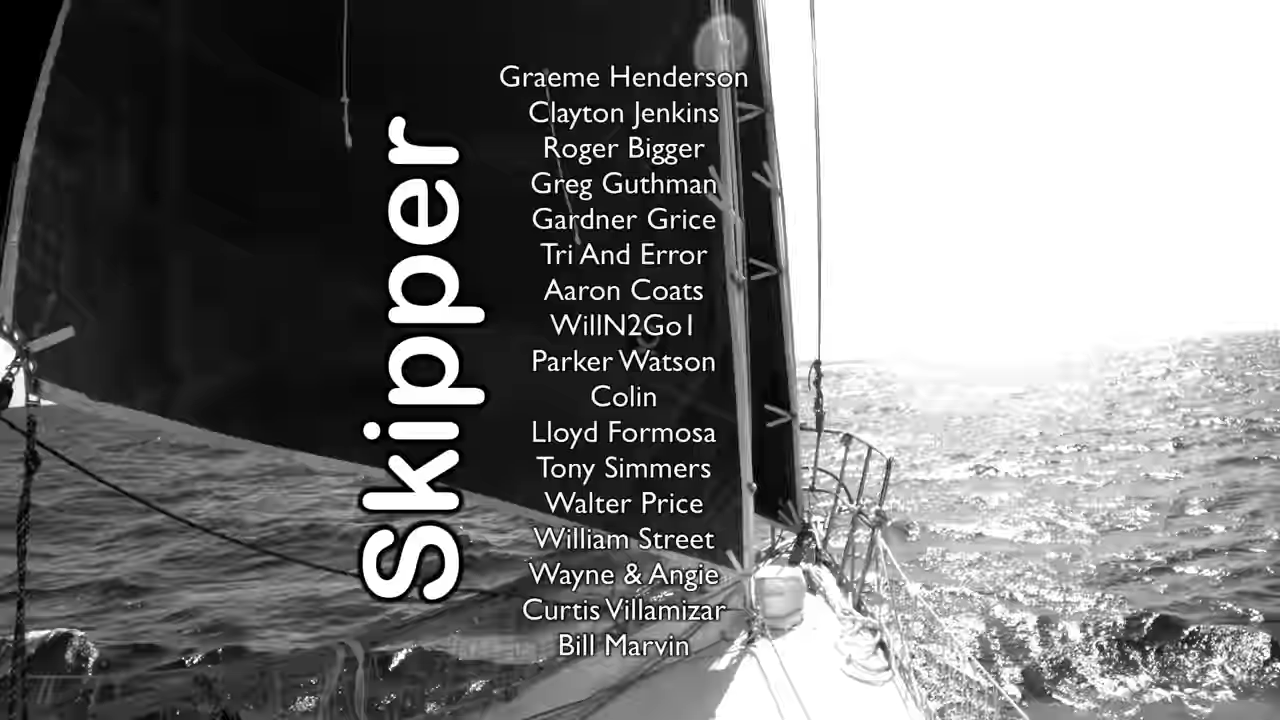 Skipper
Graeme Henderson
Clayton Jenkins
Roger Bigger
Greg Guthman
Gardner Grice
Tri And Error
Aaron Coats
WillN2Go1
Parker Watson
Colin
Lloyd Formosa
Tony Simmers
Walter Price
William Street
Wayne & Angie
Curtis Villamizar
Bill Marvin